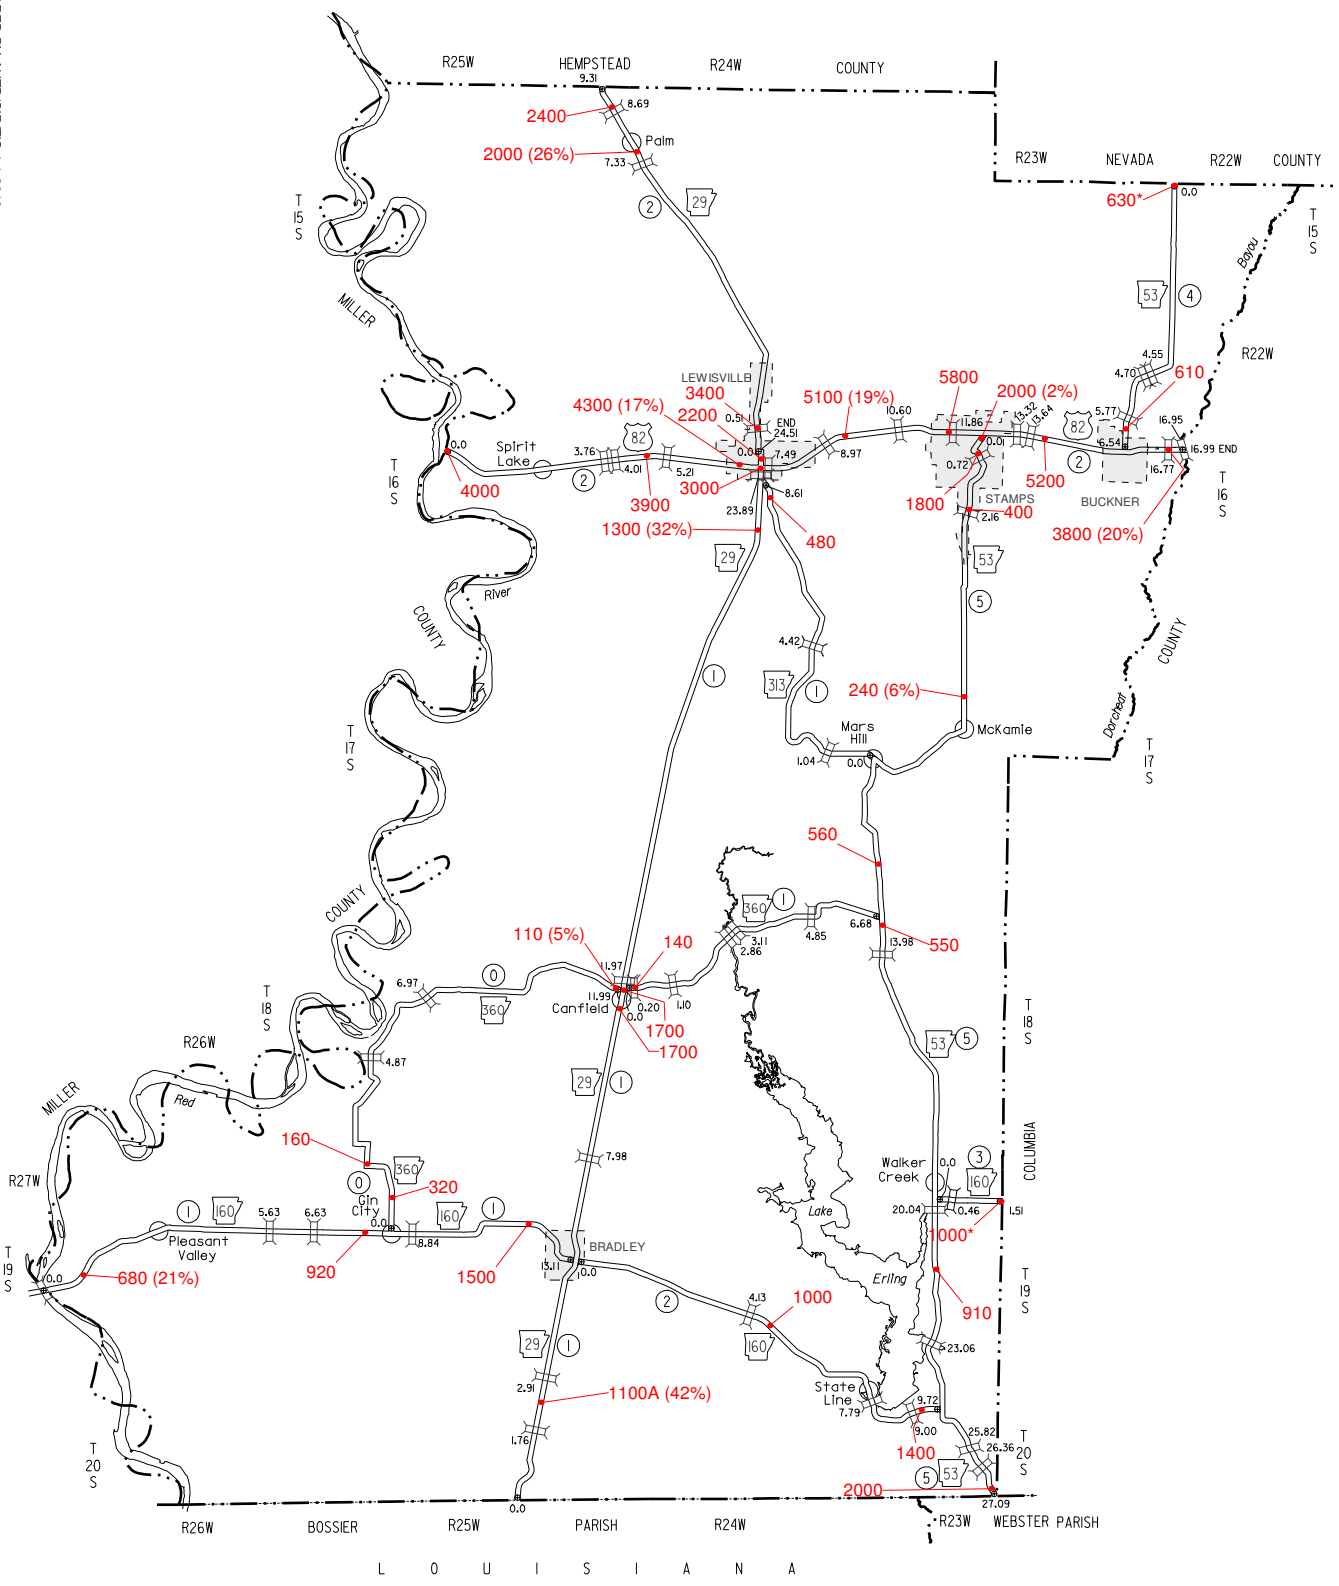 R25W
HEMPSTEAD
R24W
COUNTY
9.31
8.69
2400
Palm
2000 (26%)
7.33
R23W
NEVADA
R22W
COUNTY
630*
0.0
T
15
S
T
15
S
2
29
Bayou
MILLER
53
4
R22W
4.55
4.70
610
LEWISVILLE
3400
4300 (17%)
2200
5100 (19%)
5800
2000 (2%)
0.51
END
24.51
10.60
11.86
13.32
13.64
5.77
16.95
82
82
0.0
Spirit
Lake
3.76
4.01
5.21
0.0
7.49
8.97
0.01
0.72
6.54
16.99 END
16.77
2
2
4000
3900
3000
8.61
23.89
1800
STAMPS
400
2.16
5200
BUCKNER
3800 (20%)
T
16
S
T
16
S
1300 (32%)
480
29
53
River
5
COUNTY
COUNTY
4.42
1
313
1
240 (6%)
Mars
Hill
McKamie
Dorcheat
1.04
0.0
T
17
S
T
17
S
560
COUNTY
360
1
110 (5%)
140
3.11
2.86
4.85
6.68
550
13.98
11.97
6.97
0
360
11.99
Canfield
0.20
0.0
1.10
1700
1700
T
18
S
T
18
S
R26W
4.87
53
5
29
1
MILLER
Red
160
7.98
Walker
Creek
0.0
3
160
COLUMBIA
R27W
0
360
Gin
City
320
1
160
5.63
6.63
0.0
8.84
160
1
Lake
20.04
0.46
1.51
1000*
Pleasant
Valley
BRADLEY
T
19
S
0.0
680 (21%)
920
1500
13.11
0.0
Erling
T
19
S
2
4.13
1000
910
29
1
160
23.06
2.91
1100A (42%)
State
Line
7.79
9.72
9.00
1.76
1400
25.82
26.36
T
20
S
T
20
S
5
53
2000
0.0
27.09
R26W
BOSSIER
R25W
PARISH
R24W
R23W
WEBSTER PARISH
L O U I S I A N A